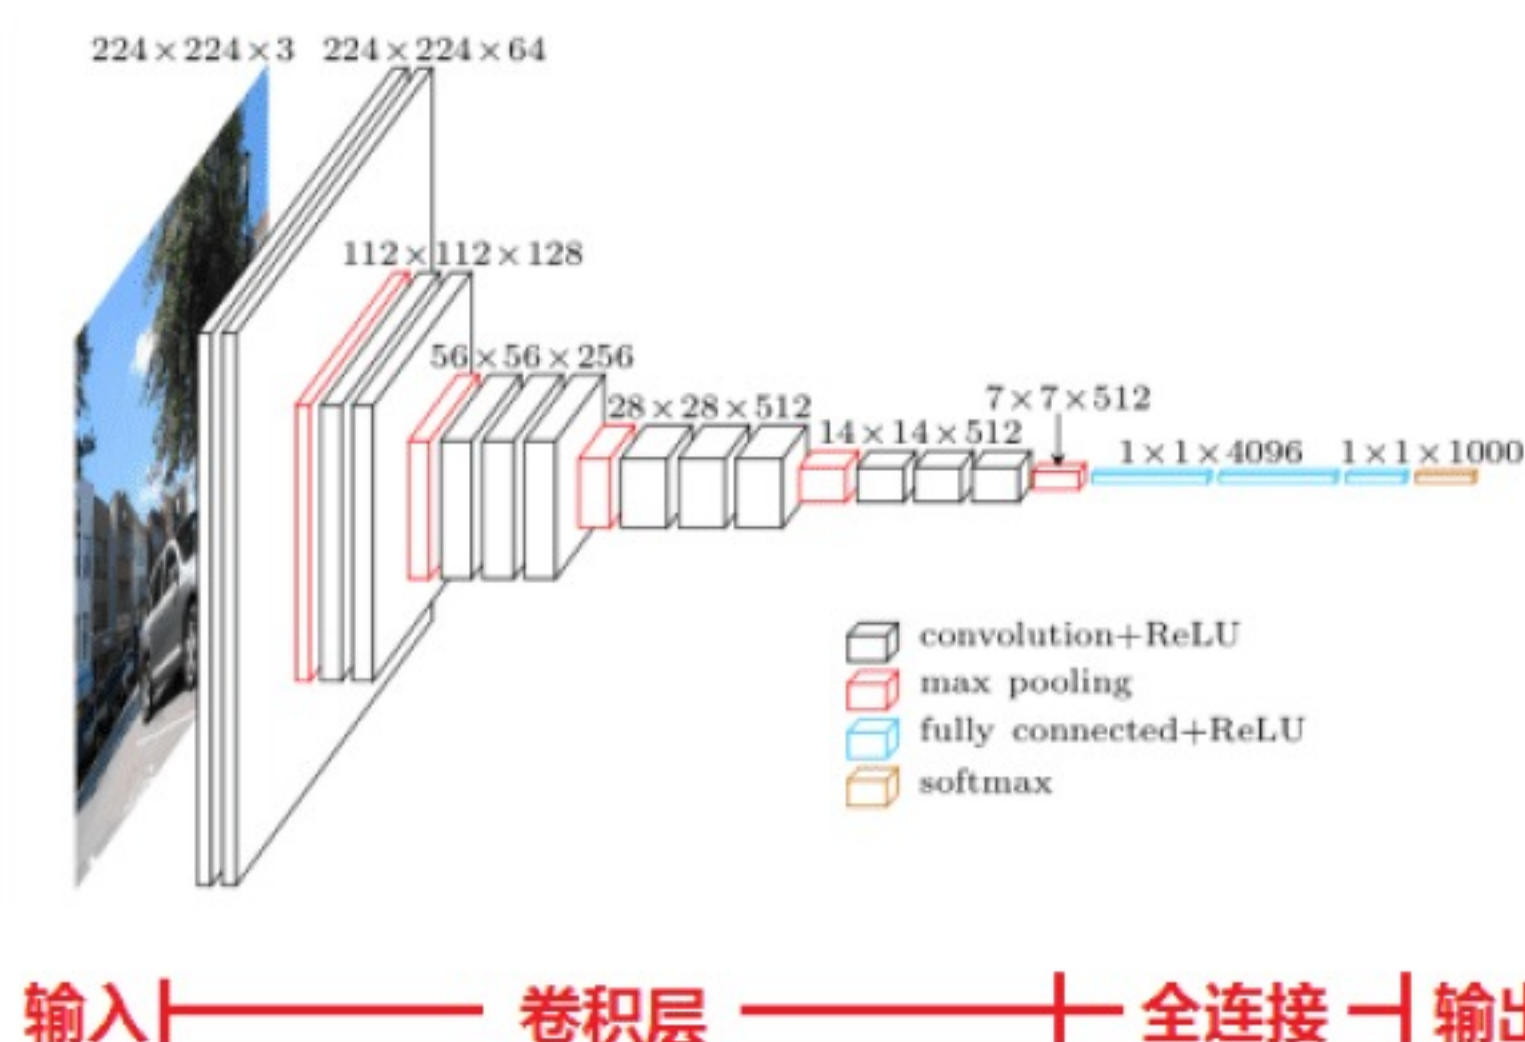 224×224×3
224×224×64
112×112×128
56×56×256
28×28×512
14×14×512
7×7×512
1×1×4096
1×1×1000
convolution+ReLU
max pooling
fully connected+ReLU
softmax
输入
卷积层
全连接
输出